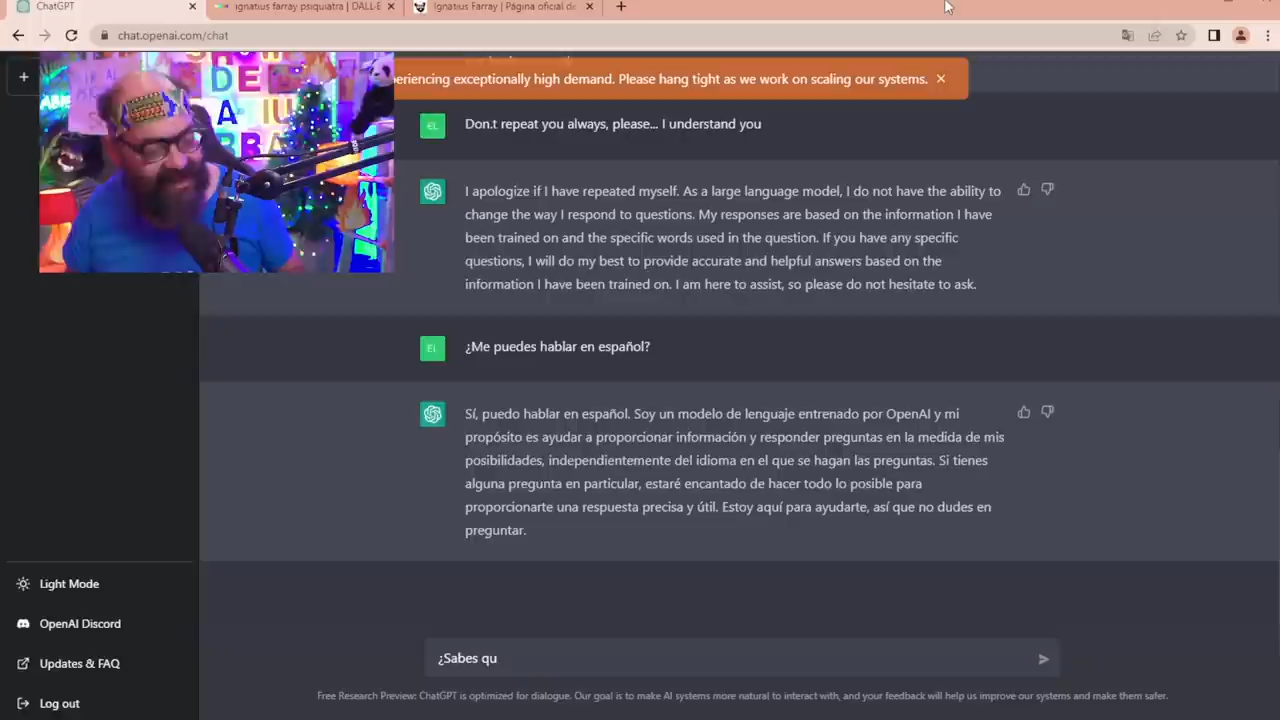 ChatGPT
ignatius farray psiquiatra | DALL·E
Ignatius Farray | Página oficial de
chat.openai.com/chat
periencing exceptionally high demand. Please hang tight as we work on scaling our systems.
DE
A
IU
EL
Don.t repeat you always, please... I understand you
I apologize if I have repeated myself. As a large language model, I do not have the ability to
change the way I respond to questions. My responses are based on the information I have
been trained on and the specific words used in the question. If you have any specific
questions, I will do my best to provide accurate and helpful answers based on the
information I have been trained on. I am here to assist, so please do not hesitate to ask.
¿Me puedes hablar en español?
Sí, puedo hablar en español. Soy un modelo de lenguaje entrenado por OpenAI y mi
propósito es ayudar a proporcionar información y responder preguntas en la medida de mis
posibilidades, independientemente del idioma en el que se hagan las preguntas. Si tienes
alguna pregunta en particular, estaré encantado de hacer todo lo posible para
proporcionarte una respuesta precisa y útil. Estoy aquí para ayudarte, así que no dudes en
preguntar.
Light Mode
OpenAI Discord
Updates & FAQ
Log out
¿Sabes qu
Free Research Preview: ChatGPT is optimized for dialogue. Our goal is to make AI systems more natural to interact with, and your feedback will help us improve our systems and make them safer.